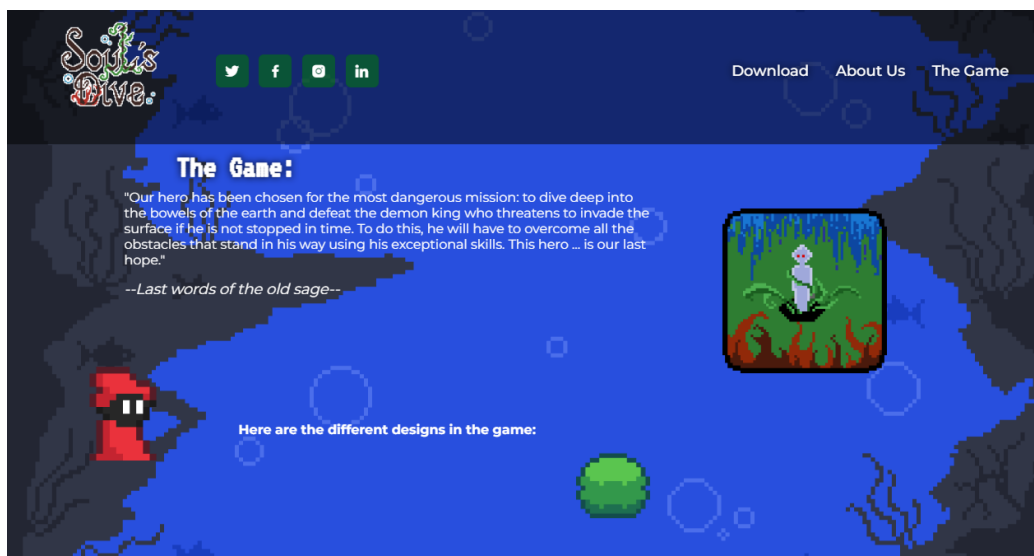 Soul's
Dive
Download About Us The Game
The Game:
"Our hero has been chosen for the most dangerous mission: to dive deep into
the bowels of the earth and defeat the demon king who threatens to invade the
surface if he is not stopped in time. To do this, he will have to overcome all the
obstacles that stand in his way using his exceptional skills. This hero ... is our last
hope."
--Last words of the old sage--
Here are the different designs in the game: